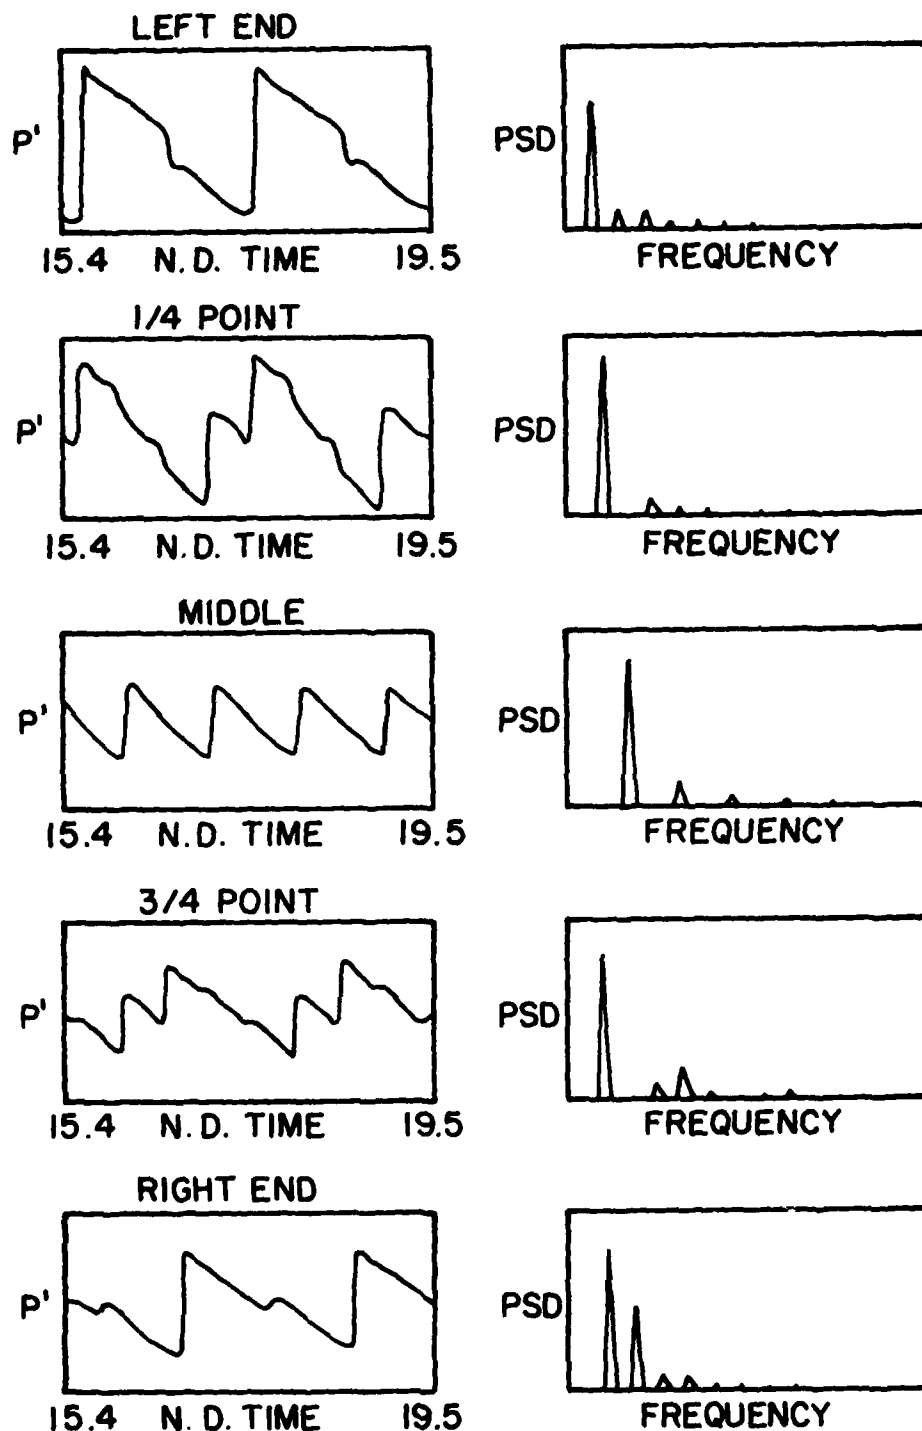 LEFT END
P'
PSD
15.4 N.D. TIME 19.5
FREQUENCY
1/4 POINT
P'
PSD
15.4 N.D. TIME 19.5
FREQUENCY
MIDDLE
P'
PSD
15.4 N.D. TIME 19.5
FREQUENCY
3/4 POINT
P'
PSD
15.4 N.D. TIME 19.5
FREQUENCY
RIGHT END
P'
PSD
15.4 N.D. TIME 19.5
FREQUENCY